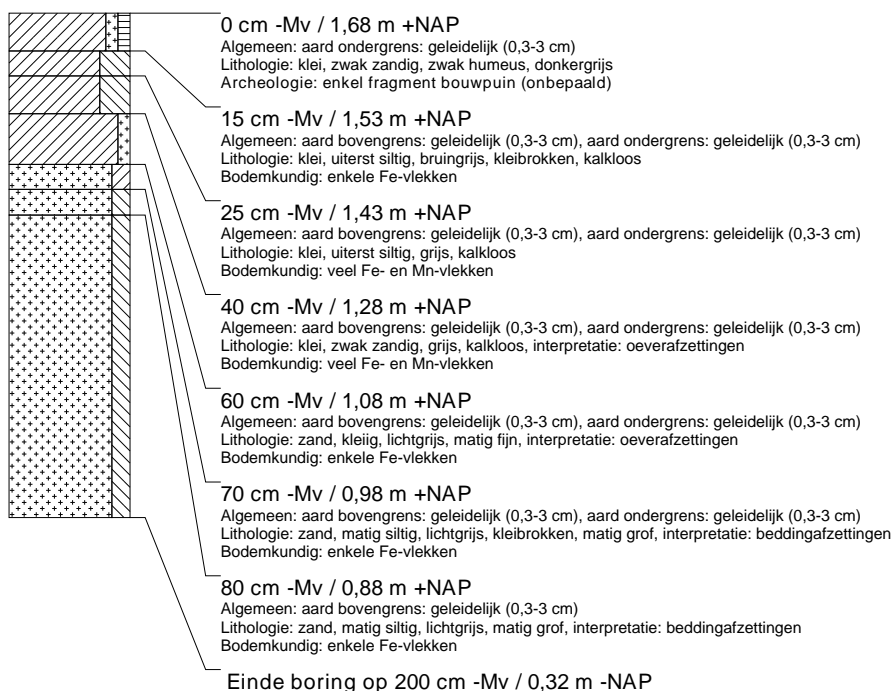 0 cm -Mv / 1,68 m +NAP
Algemeen: aard ondergrens: geleidelijk (0,3-3 cm)
Lithologie: klei, zwak zandig, zwak humeus, donkergrijs
Archeologie: enkel fragment bouwpuin (onbepaald)
15 cm -Mv / 1,53 m +NAP
Algemeen: aard bovengrens: geleidelijk (0,3-3 cm), aard ondergrens: geleidelijk (0,3-3 cm)
Lithologie: klei, uiterst siltig, bruingrijs, kleibrokken, kalkloos
Bodemkundig: enkele Fe-vlekken
25 cm -Mv / 1,43 m +NAP
Algemeen: aard bovengrens: geleidelijk (0,3-3 cm), aard ondergrens: geleidelijk (0,3-3 cm)
Lithologie: klei, uiterst siltig, grijs, kalkloos
Bodemkundig: veel Fe- en Mn-vlekken
40 cm -Mv / 1,28 m +NAP
Algemeen: aard bovengrens: geleidelijk (0,3-3 cm), aard ondergrens: geleidelijk (0,3-3 cm)
Lithologie: klei, zwak zandig, grijs, kalkloos, interpretatie: oeverafzettingen
Bodemkundig: veel Fe- en Mn-vlekken
60 cm -Mv / 1,08 m +NAP
Algemeen: aard bovengrens: geleidelijk (0,3-3 cm), aard ondergrens: geleidelijk (0,3-3 cm)
Lithologie: zand, kleiig, lichtgrijs, matig fijn, interpretatie: oeverafzettingen
Bodemkundig: enkele Fe-vlekken
70 cm -Mv / 0,98 m +NAP
Algemeen: aard bovengrens: geleidelijk (0,3-3 cm), aard ondergrens: geleidelijk (0,3-3 cm)
Lithologie: zand, matig siltig, lichtgrijs, kleibrokken, matig grof, interpretatie: beddingafzettingen
Bodemkundig: enkele Fe-vlekken
80 cm -Mv / 0,88 m +NAP
Algemeen: aard bovengrens: geleidelijk (0,3-3 cm)
Lithologie: zand, matig siltig, lichtgrijs, matig grof, interpretatie: beddingafzettingen
Bodemkundig: enkele Fe-vlekken
Einde boring op 200 cm -Mv / 0,32 m -NAP